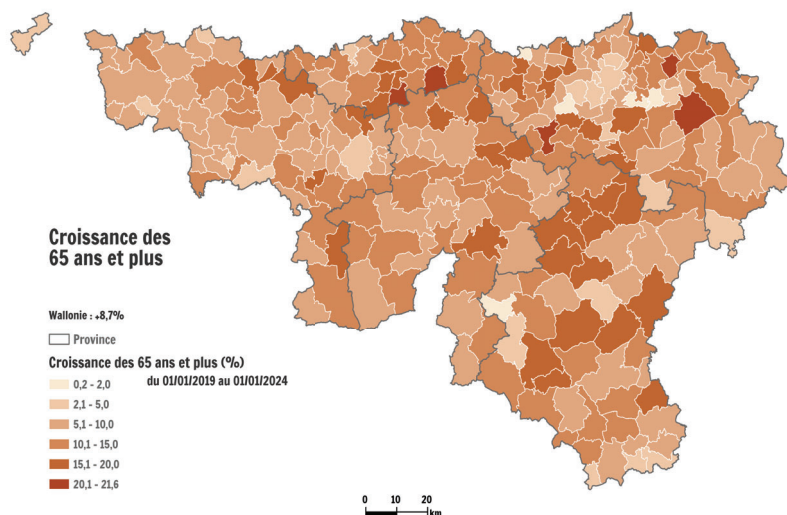 Croissance des
65 ans et plus
Wallonie : +8,7%
Province
Croissance des 65 ans et plus (%)
du 01/01/2019 au 01/01/2024
0,2 - 2,0
2,1 - 5,0
5,1 - 10,0
10,1 - 15,0
15,1 - 20,0
20,1 - 21,6
0 10 20
km